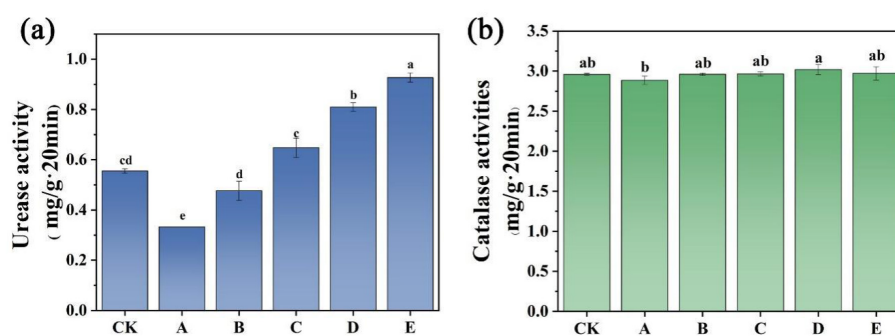 (a)
Urease activity
( mg/g·20min)
1.0
0.8
0.6
0.4
0.2
0.0
cd
e
d
c
b
a
CK A B C D E
(b)
Catalase activities
(mg/g·20min)
3.5
3.0
2.5
2.0
1.5
1.0
0.5
0.0
ab
b
ab
ab
a
ab
CK A B C D E